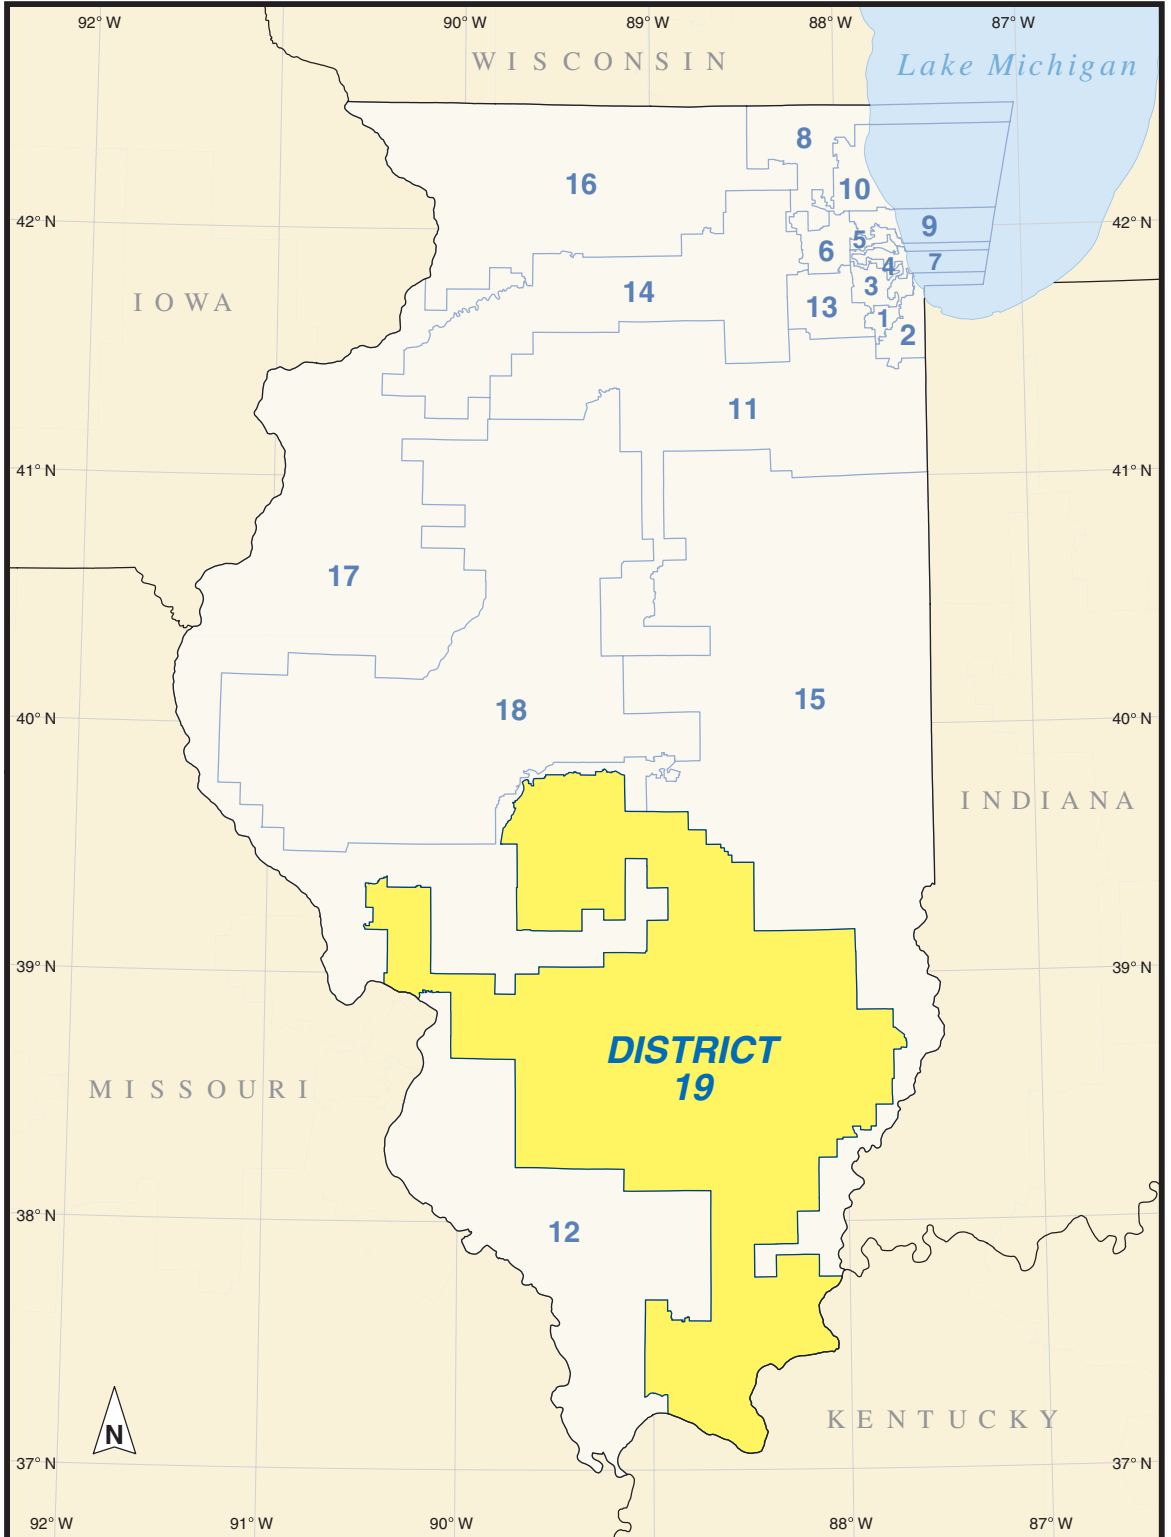 92° W 90° W 89° W 88° W 87° W
WISCONSIN
Lake Michigan
8
16
10
42° N 42° N
9
5
6
7
4
3
14
IOWA
13
1
2
11
41° N 41° N
17
15
18
40° N 40° N
INDIANA
39° N 39° N
DISTRICT
19
MISSOURI
38° N 38° N
12
KENTUCKY
N
37° N 37° N
92° W 91° W 90° W 88° W 87° W